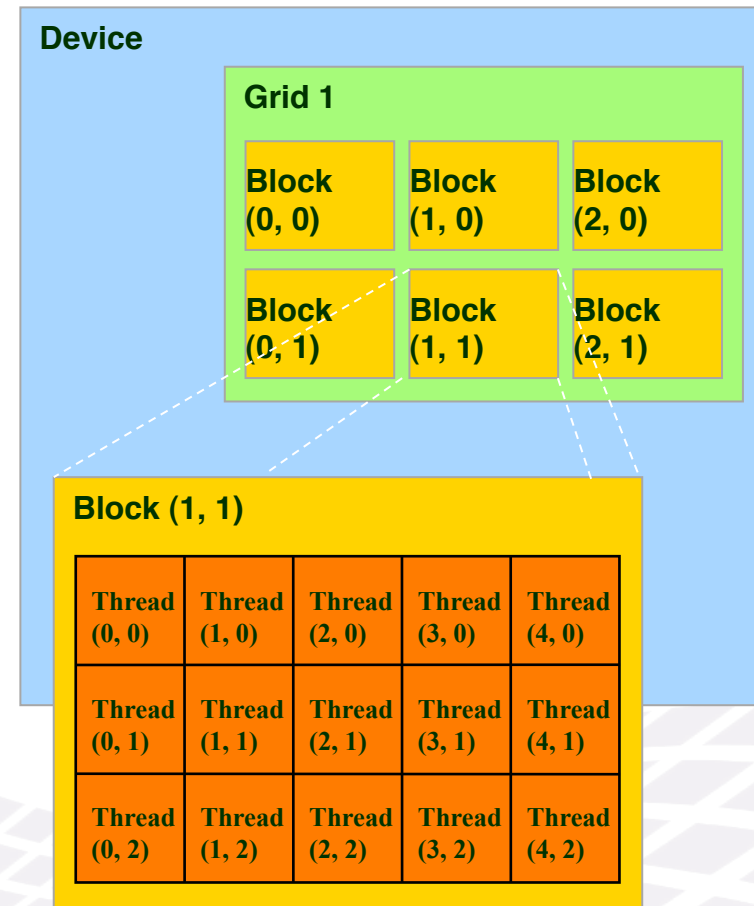 Device
Grid 1
Block Block Block
(0, 0) (1, 0) (2, 0)
Block Block Block
(0, 1) (1, 1) (2, 1)
Block (1, 1)
Thread Thread Thread Thread Thread
(0, 0) (1, 0) (2, 0) (3, 0) (4, 0)
Thread Thread Thread Thread Thread
(0, 1) (1, 1) (2, 1) (3, 1) (4, 1)
Thread Thread Thread Thread Thread
(0, 2) (1, 2) (2, 2) (3, 2) (4, 2)